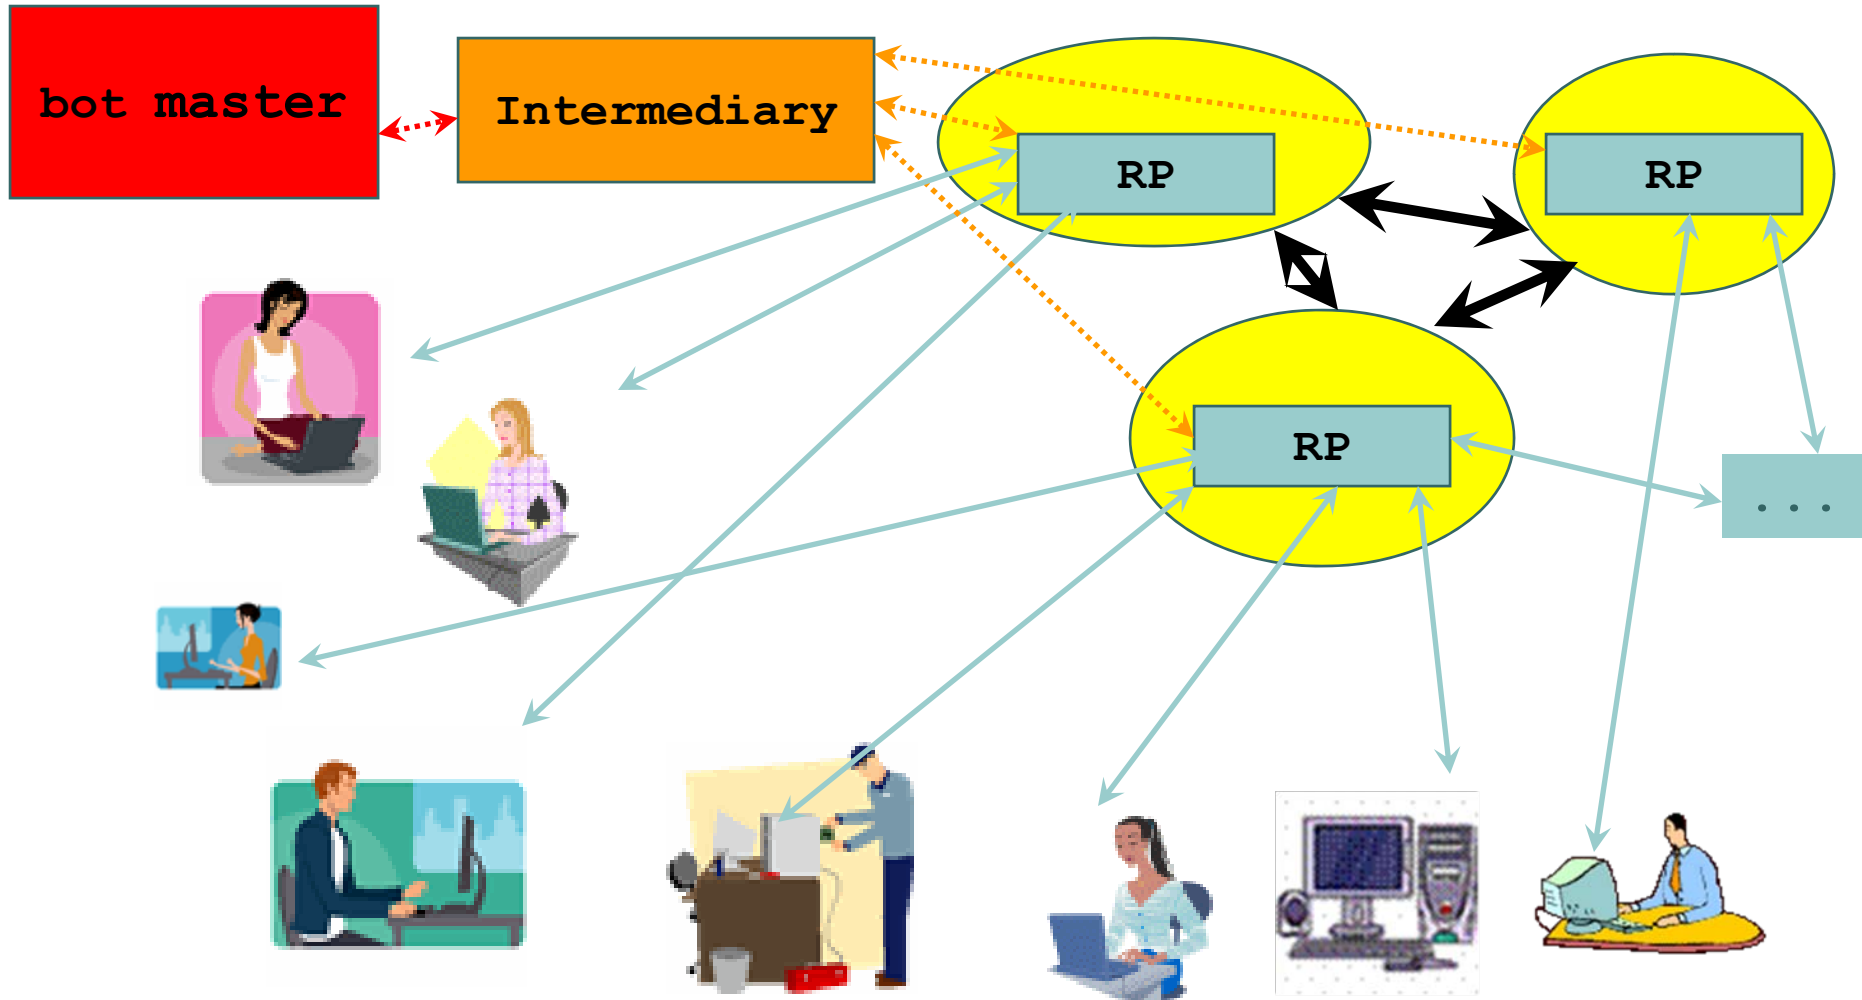 bot master
Intermediary
RP
RP
RP
. . .